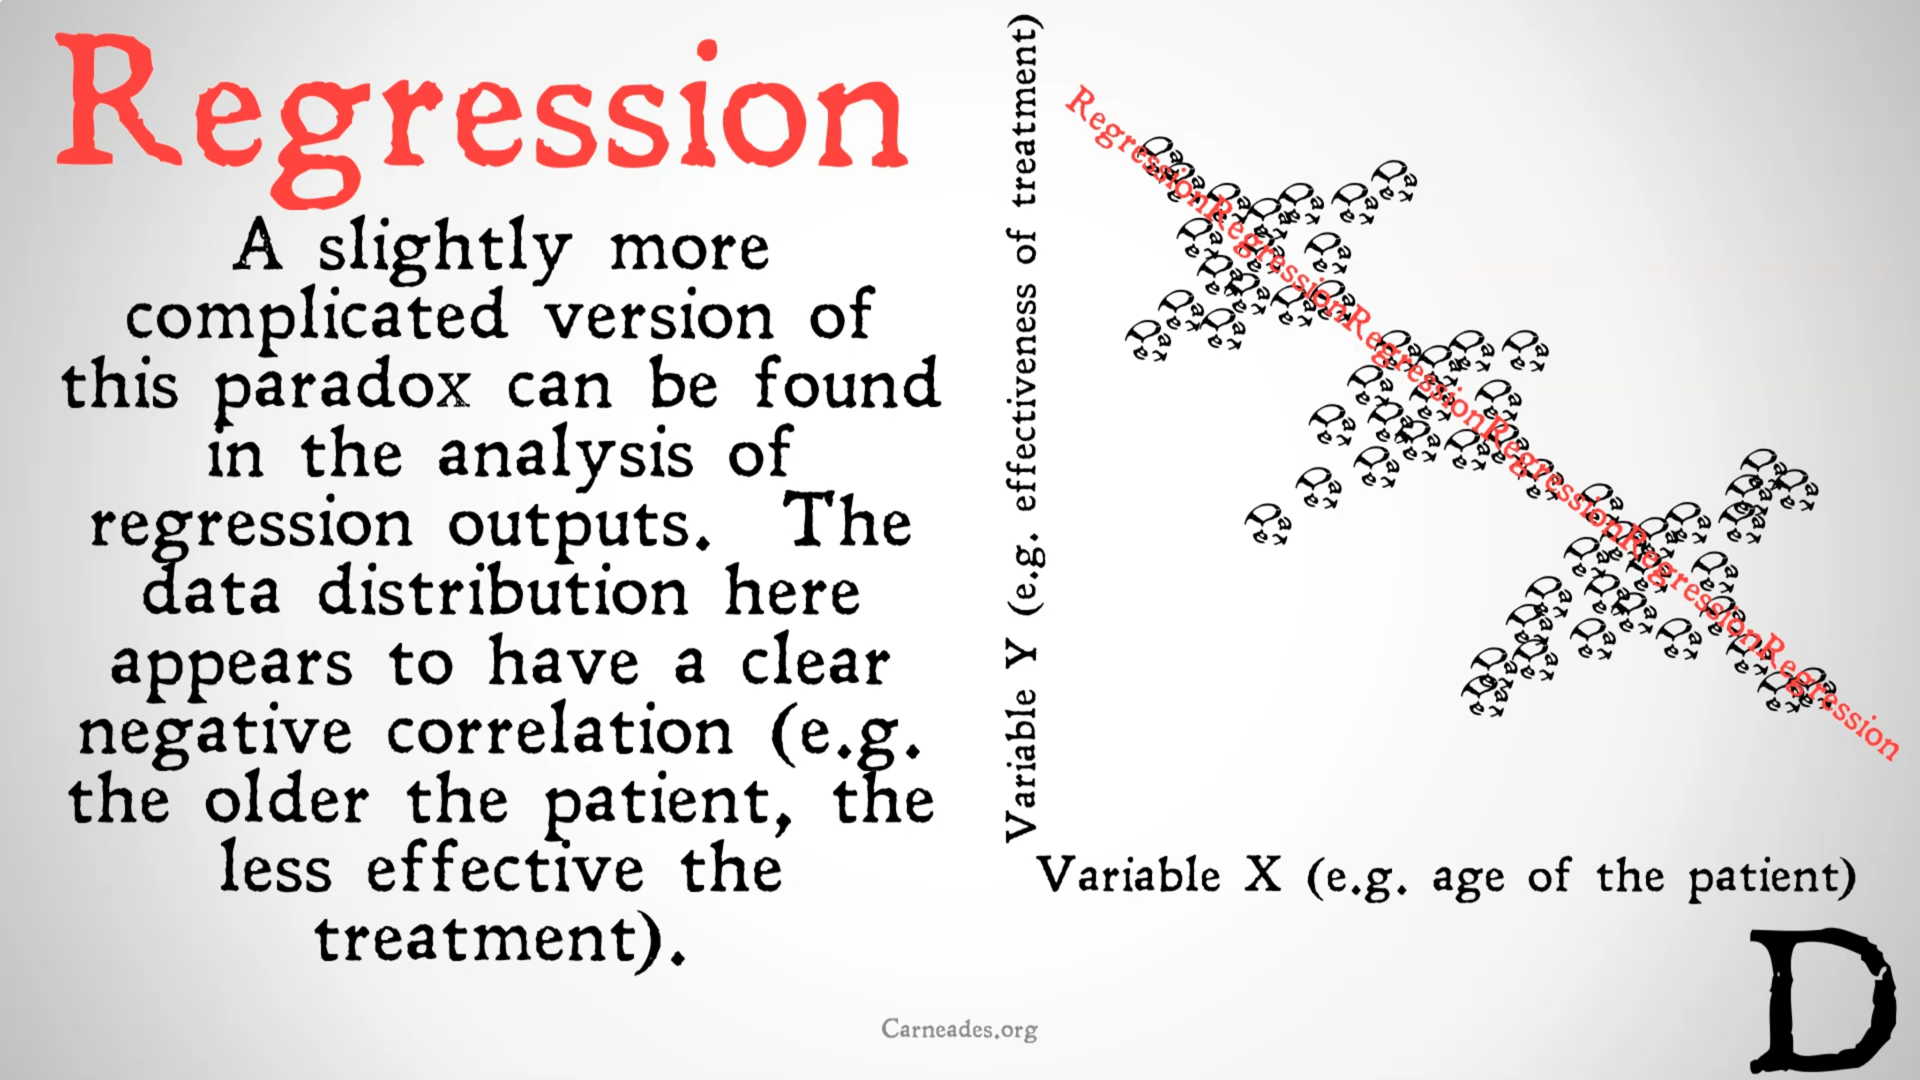 Regression
A slightly more
complicated version of
this paradox can be found
in the analysis of
regression outputs. The
data distribution here
appears to have a clear
negative correlation (e.g.
the older the patient, the
less effective the
treatment).
Variable Y (e.g. effectiveness of treatment)
RegressionRegressionRegressionRegressionRegressionRegression
Variable X (e.g. age of the patient)
D
Carneades.org